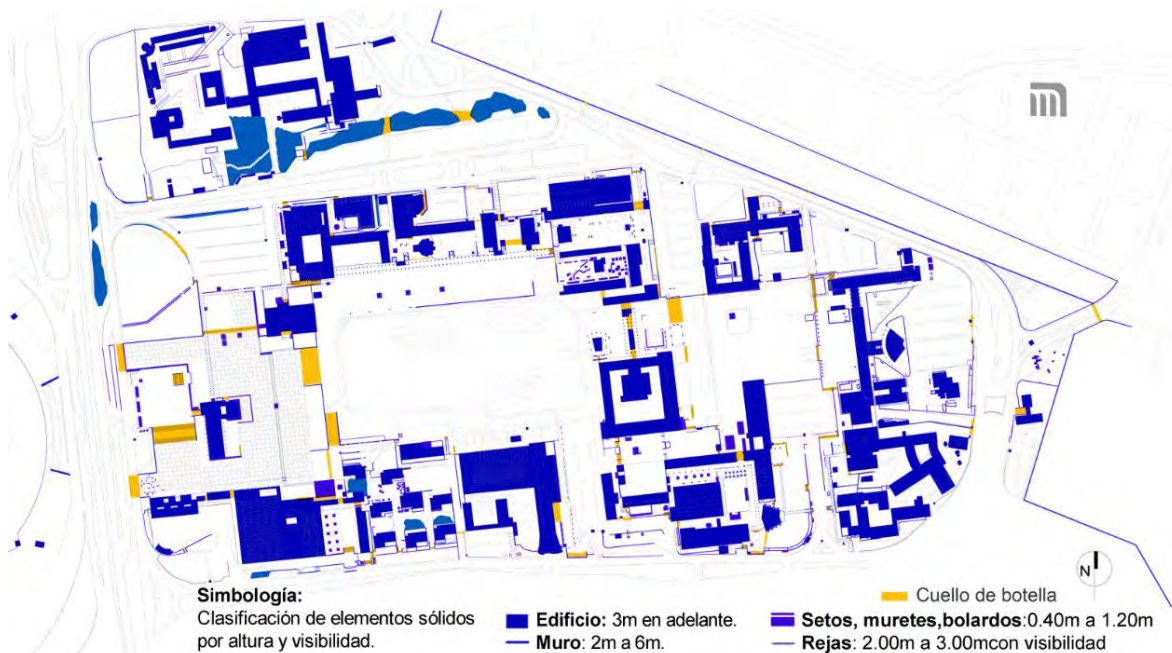 N
Simbología:
Clasificación de elementos sólidos
por altura y visibilidad.
Edificio: 3m en adelante.
Muro: 2m a 6m.
Cuello de botella
Setos, muretes,bolardos:0.40m a 1.20m
Rejas: 2.00m a 3.00mcon visibilidad